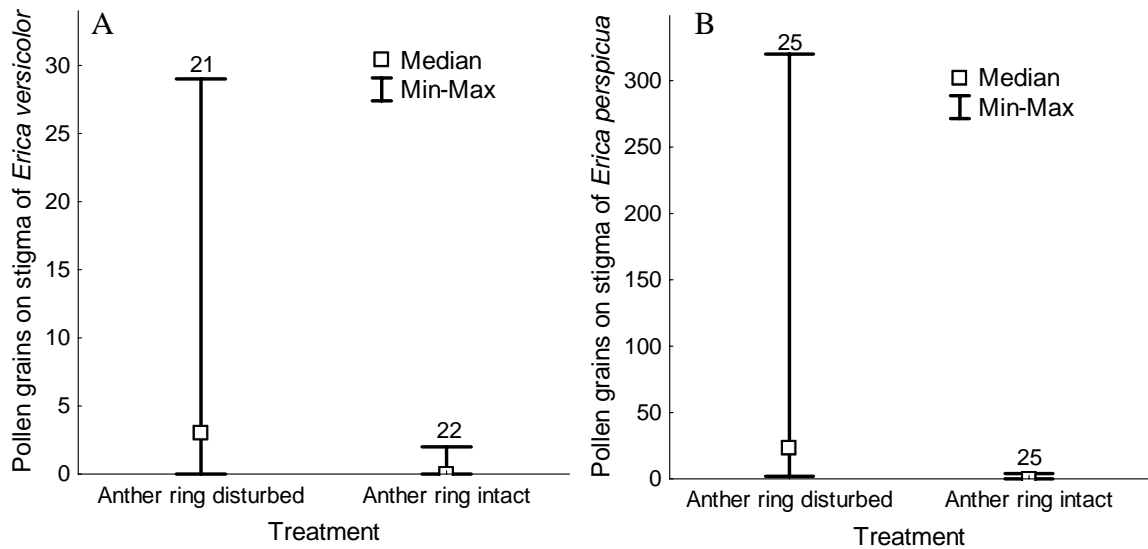 A
Pollen grains on stigma of Erica versicolor
30
25
20
15
10
5
0
21
22
Median
Min-Max
Anther ring disturbed
Anther ring intact
Treatment
B
Pollen grains on stigma of Erica perspicua
300
250
200
150
100
50
0
25
25
Median
Min-Max
Anther ring disturbed
Anther ring intact
Treatment